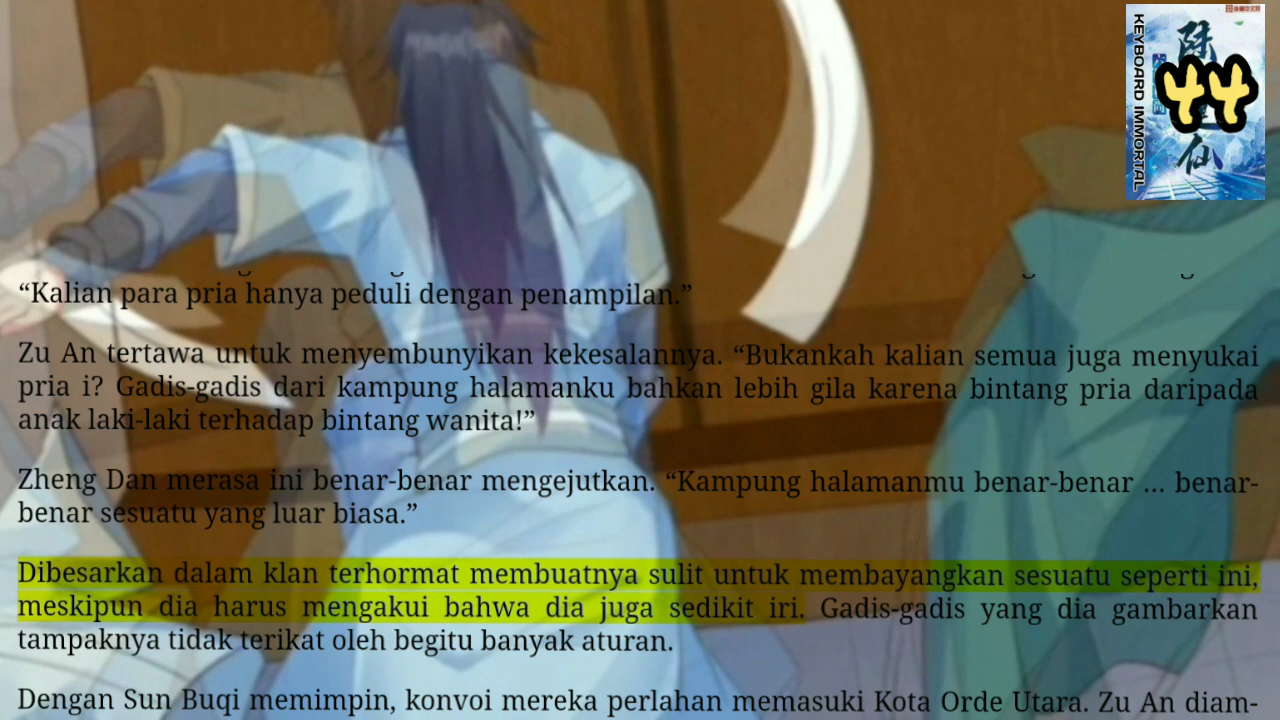 KEYBOARD IMMORTAL
44
仙
“Kalian para pria hanya peduli dengan penampilan.”
Zu An tertawa untuk menyembunyikan kekesalannya. “Bukankah kalian semua juga menyukai
pria i? Gadis-gadis dari kampung halamanku bahkan lebih gila karena bintang pria daripada
anak laki-laki terhadap bintang wanita!”
Zheng Dan merasa ini benar-benar mengejutkan. “Kampung halamanmu benar-benar … benar-
benar sesuatu yang luar biasa.”
Dibesarkan dalam klan terhormat membuatnya sulit untuk membayangkan sesuatu seperti ini,
meskipun dia harus mengakui bahwa dia juga sedikit iri. Gadis-gadis yang dia gambarkan
tampaknya tidak terikat oleh begitu banyak aturan.
Dengan Sun Buqi memimpin, konvoi mereka perlahan memasuki Kota Orde Utara. Zu An diam-